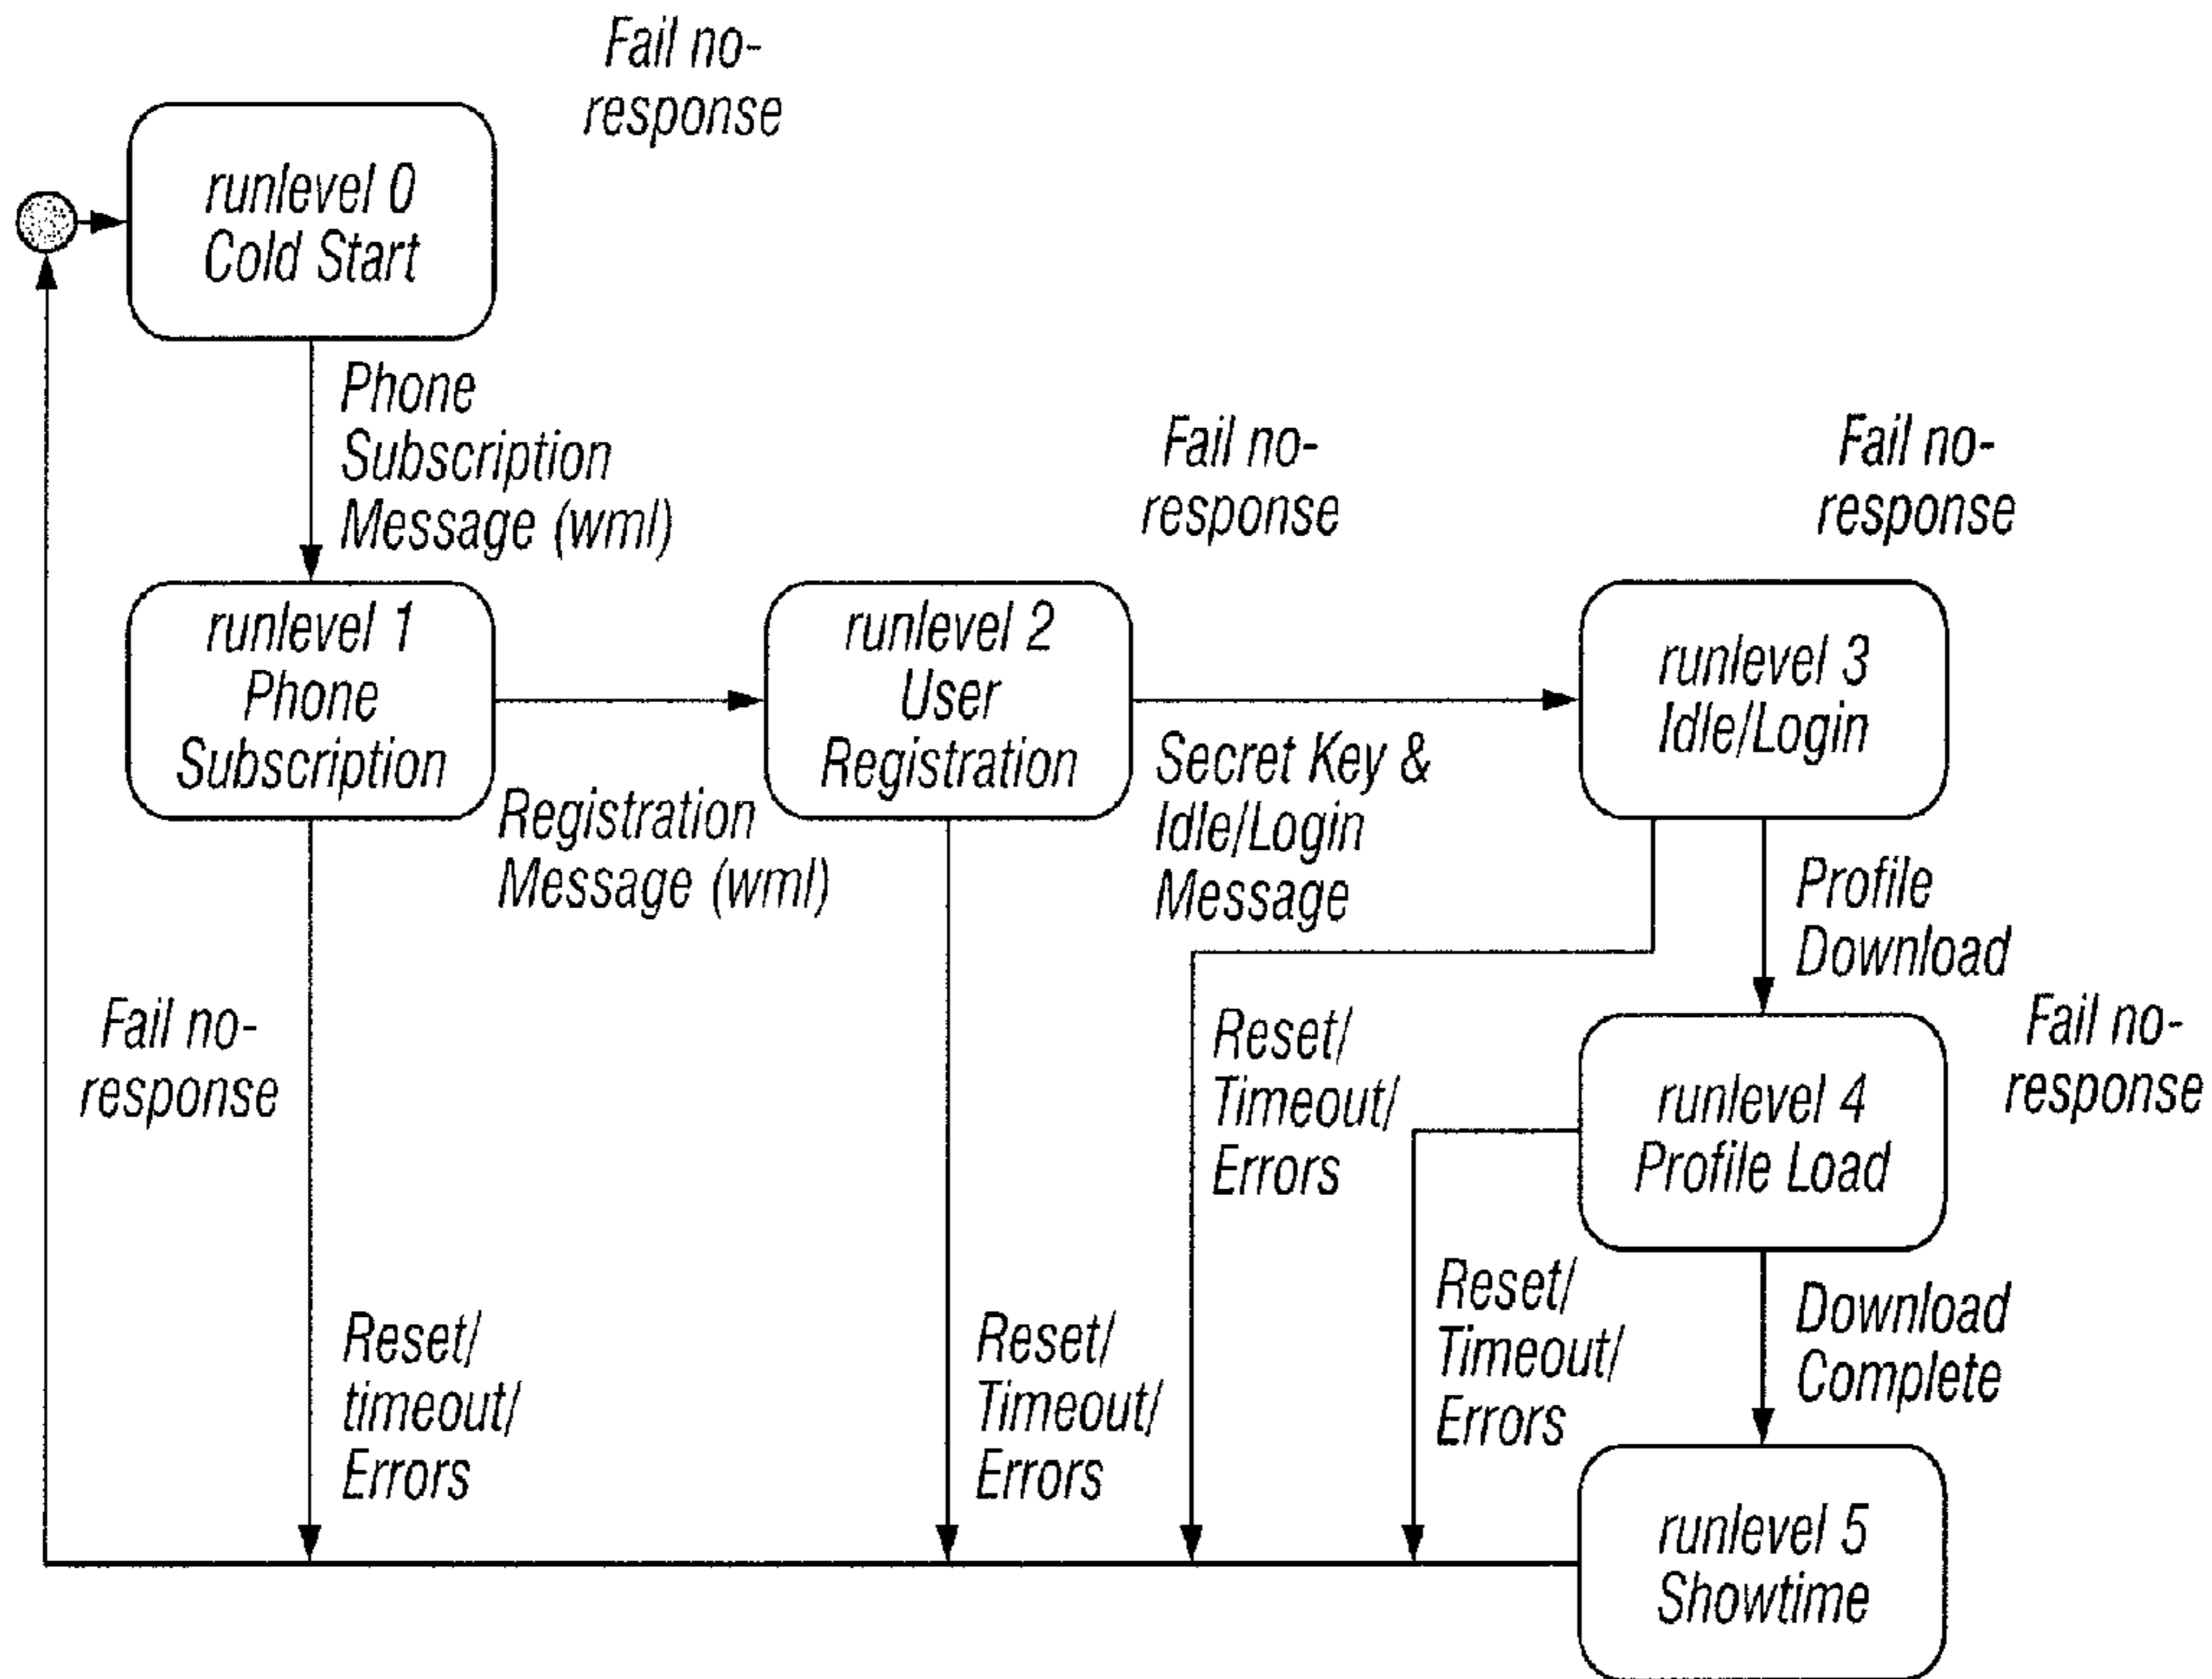 Fail no-
response
runlevel 0
Cold Start
Phone
Subscription
Message (wml)
Fail no-
response
Fail no-
response
runlevel 1
Phone
Subscription
runlevel 2
User
Registration
runlevel 3
Idle/Login
Registration
Message (wml)
Secret Key &
Idle/Login
Message
Profile
Download
Fail no-
response
Reset/
Timeout/
Errors
runlevel 4
Profile Load
Fail no-
response
Reset/
timeout/
Errors
Reset/
Timeout/
Errors
Reset/
Timeout/
Errors
Download
Complete
runlevel 5
Showtime